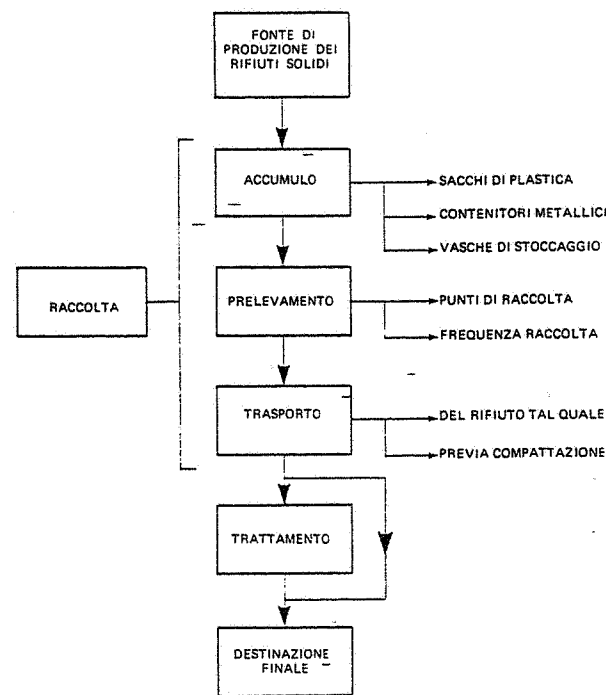 FONTE DI
PRODUZIONE DEI
RIFIUTI SOLIDI
ACCUMULO
SACCHI DI PLASTICA
CONTENITORI METALLICI
VASCHE DI STOCCAGGIO
RACCOLTA
PRELEVAMENTO
PUNTI DI RACCOLTA
FREQUENZA RACCOLTA
TRASPORTO
DEL RIFIUTO TAL QUALE
PREVIA COMPATTAZIONE
TRATTAMENTO
DESTINAZIONE
FINALE